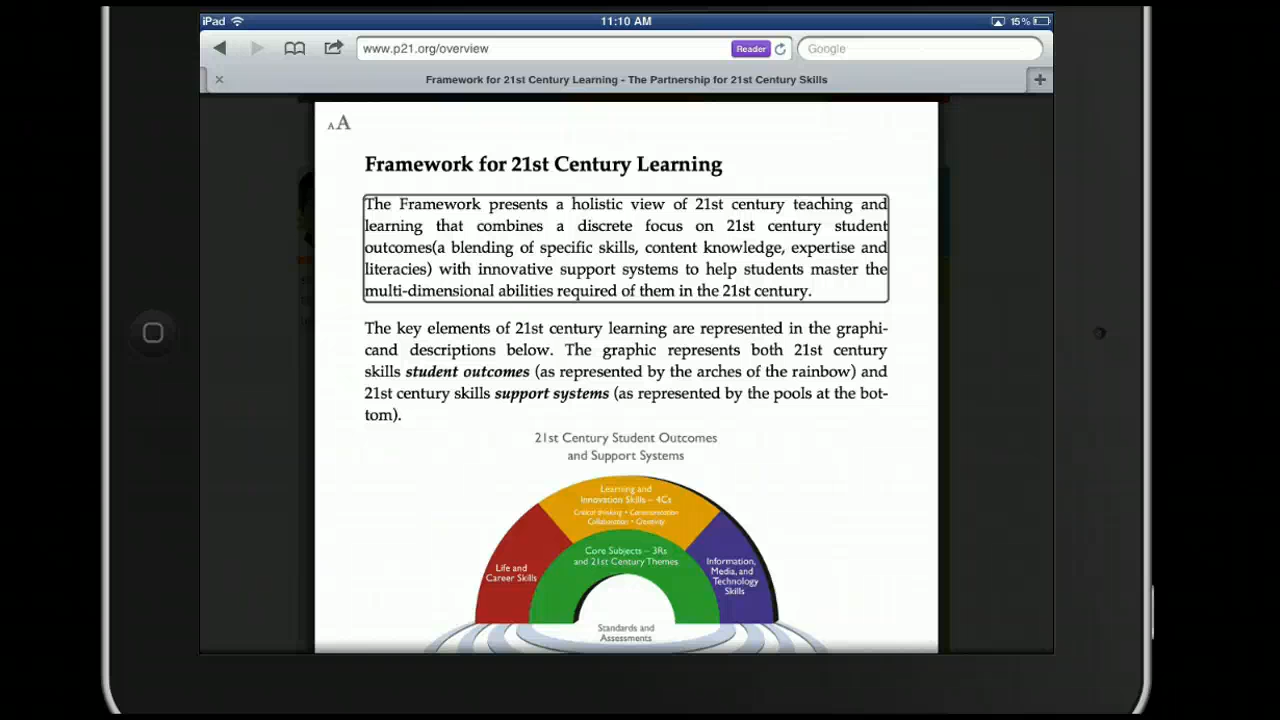 iPad
11:10 AM
15%
www.p21.org/overview
Reader
Google
Framework for 21st Century Learning - The Partnership for 21st Century Skills
AA
Framework for 21st Century Learning
The Framework presents a holistic view of 21st century teaching and
learning that combines a discrete focus on 21st century student
outcomes(a blending of specific skills, content knowledge, expertise and
literacies) with innovative support systems to help students master the
multi-dimensional abilities required of them in the 21st century.
The key elements of 21st century learning are represented in the graphi-
cand descriptions below. The graphic represents both 21st century
skills student outcomes (as represented by the arches of the rainbow) and
21st century skills support systems (as represented by the pools at the bot-
tom).
21st Century Student Outcomes
and Support Systems
Learning and
Innovation Skills – 4Cs
Critical thinking • Communication
Collaboration • Creativity
Core Subjects – 3Rs
and 21st Century Themes
Life and
Career Skills
Information,
Media, and
Technology
Skills
Standards and
Assessments